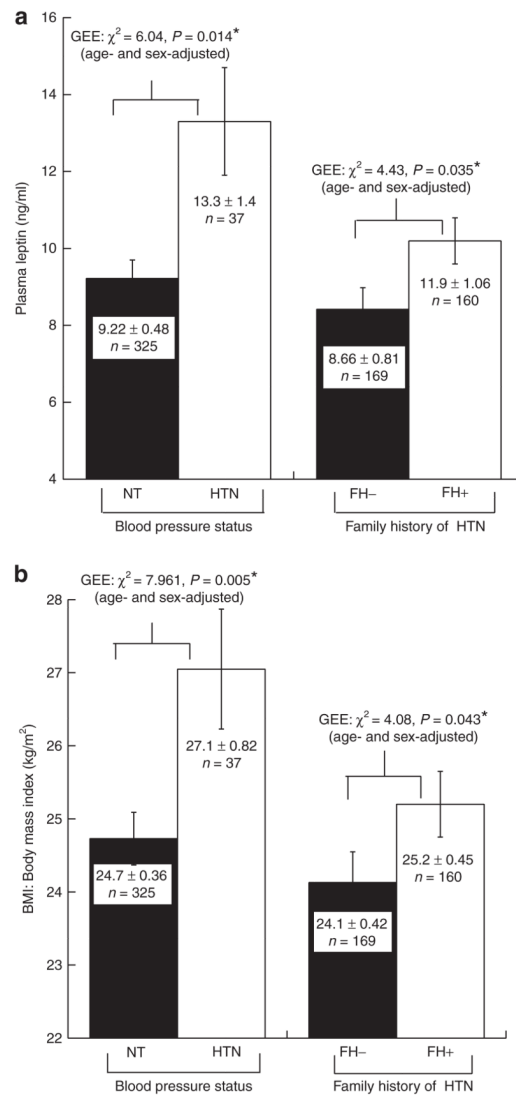 a
16
14
12
10
8
6
4
Plasma leptin (ng/ml)
GEE: χ² = 6.04, P = 0.014*
(age- and sex-adjusted)
13.3 ± 1.4
n = 37
9.22 ± 0.48
n = 325
GEE: χ² = 4.43, P = 0.035*
(age- and sex-adjusted)
11.9 ± 1.06
n = 160
8.66 ± 0.81
n = 169
NT
HTN
FH−
FH+
Blood pressure status
Family history of HTN
b
28
27
26
25
24
23
22
BMI: Body mass index (kg/m²)
GEE: χ² = 7.961, P = 0.005*
(age- and sex-adjusted)
27.1 ± 0.82
n = 37
24.7 ± 0.36
n = 325
GEE: χ² = 4.08, P = 0.043*
(age- and sex-adjusted)
25.2 ± 0.45
n = 160
24.1 ± 0.42
n = 169
NT
HTN
FH−
FH+
Blood pressure status
Family history of HTN